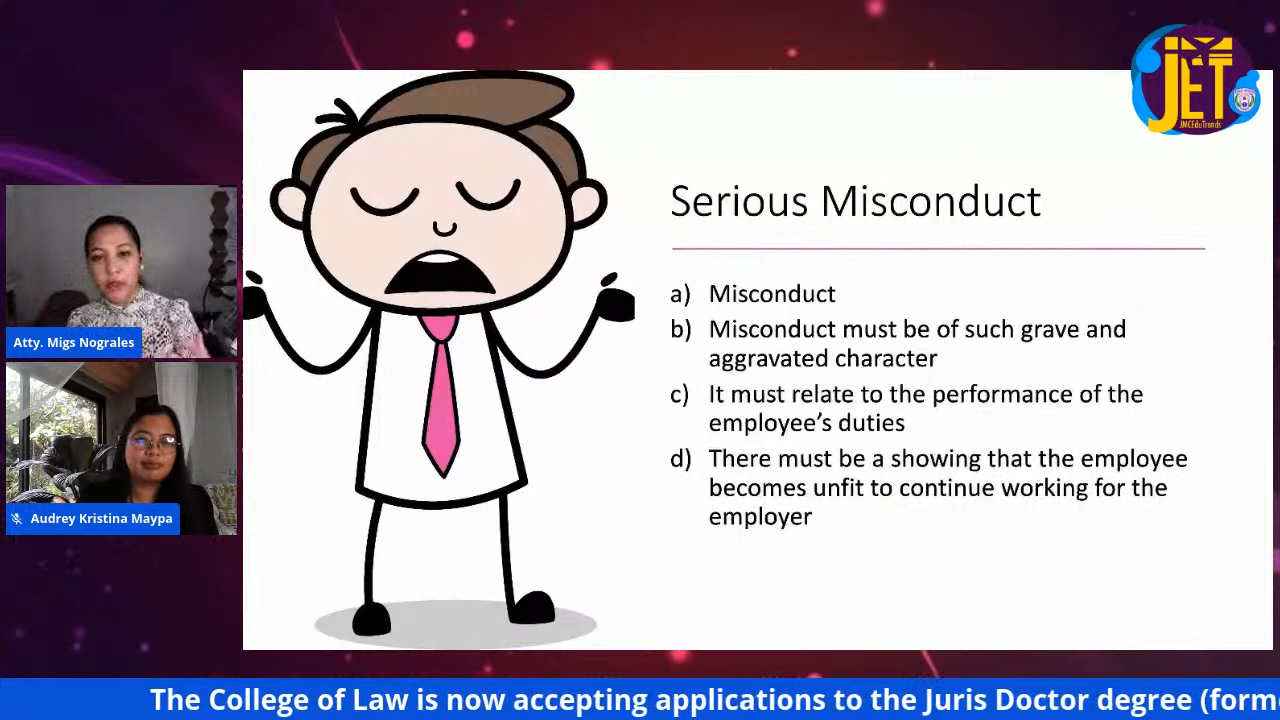 JMC
JET
JMCEduTrends
Serious Misconduct
a) Misconduct
b) Misconduct must be of such grave and
aggravated character
c) It must relate to the performance of the
employee’s duties
d) There must be a showing that the employee
becomes unfit to continue working for the
employer
Atty. Migs Nograles
Audrey Kristina Maypa
The College of Law is now accepting applications to the Juris Doctor degree (form